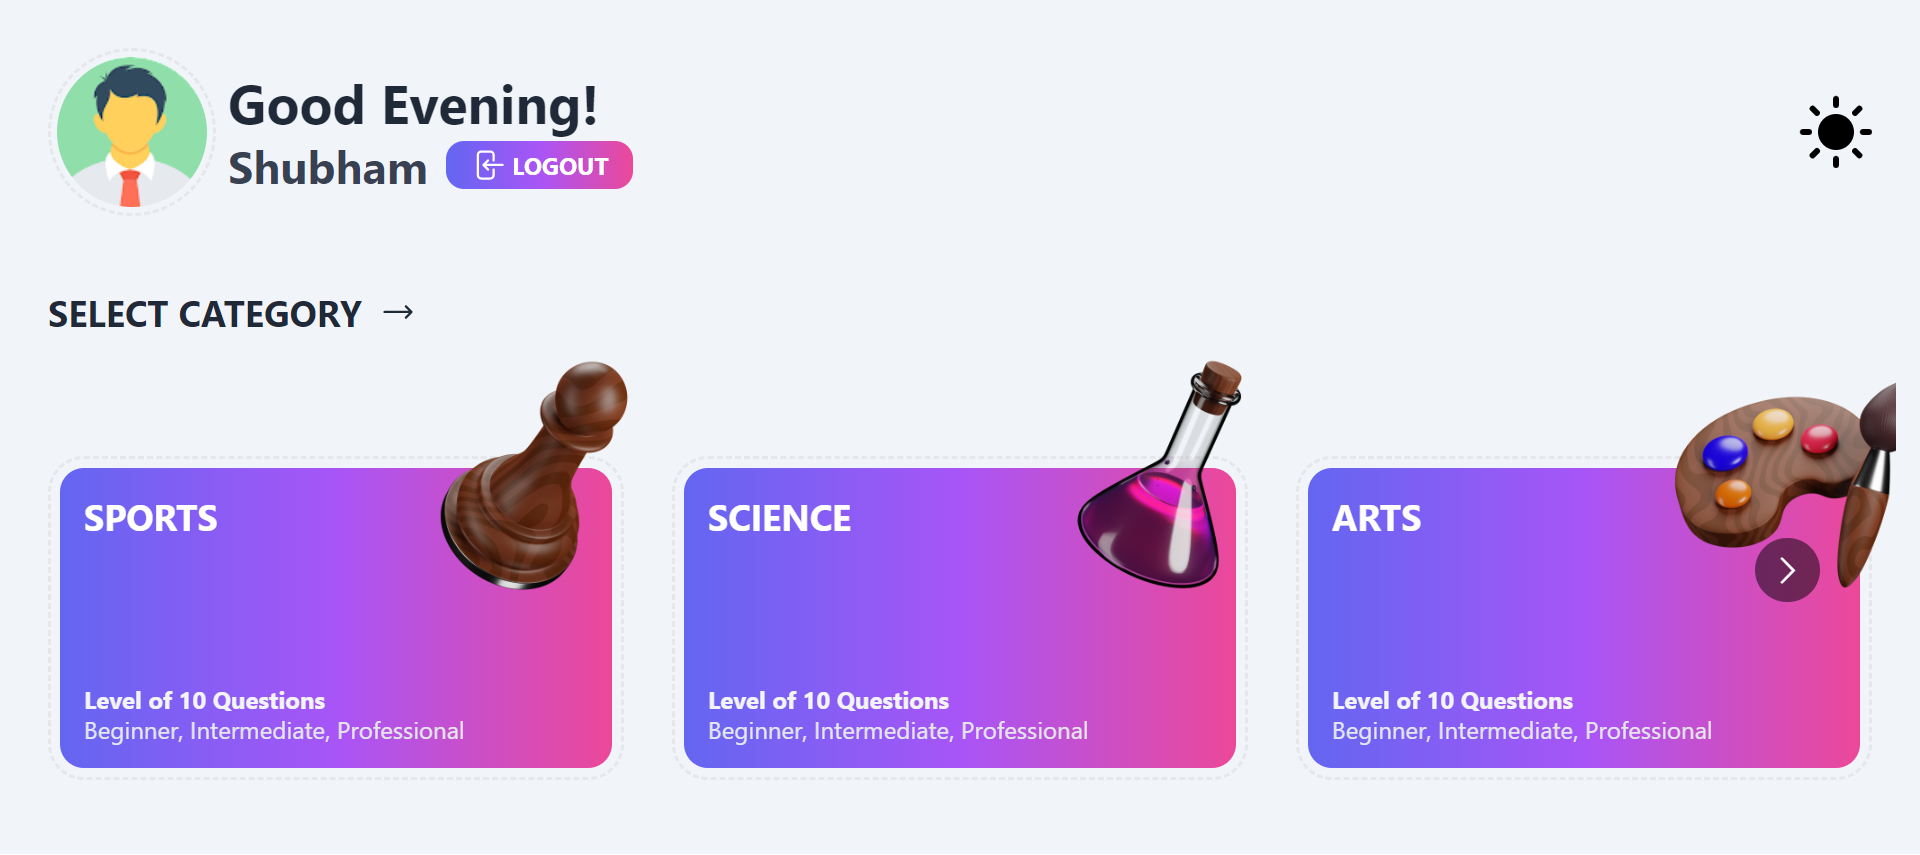 Good Evening!
Shubham
LOGOUT
SELECT CATEGORY
SPORTS
Level of 10 Questions
Beginner, Intermediate, Professional
SCIENCE
Level of 10 Questions
Beginner, Intermediate, Professional
ARTS
Level of 10 Questions
Beginner, Intermediate, Professional